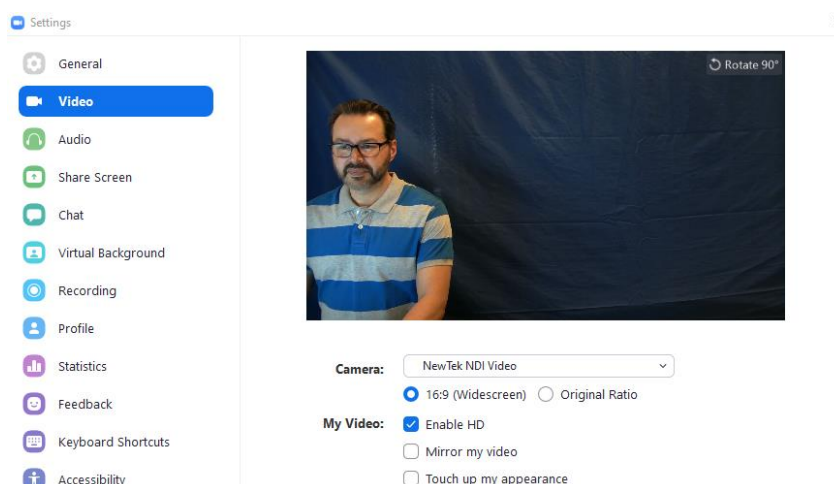 Settings
General
Video
Audio
Share Screen
Chat
Virtual Background
Recording
Profile
Statistics
Feedback
Keyboard Shortcuts
Accessibility
Rotate 90°
Camera: NewTek NDI Video
16:9 (Widescreen) Original Ratio
My Video: Enable HD
Mirror my video
Touch up my appearance